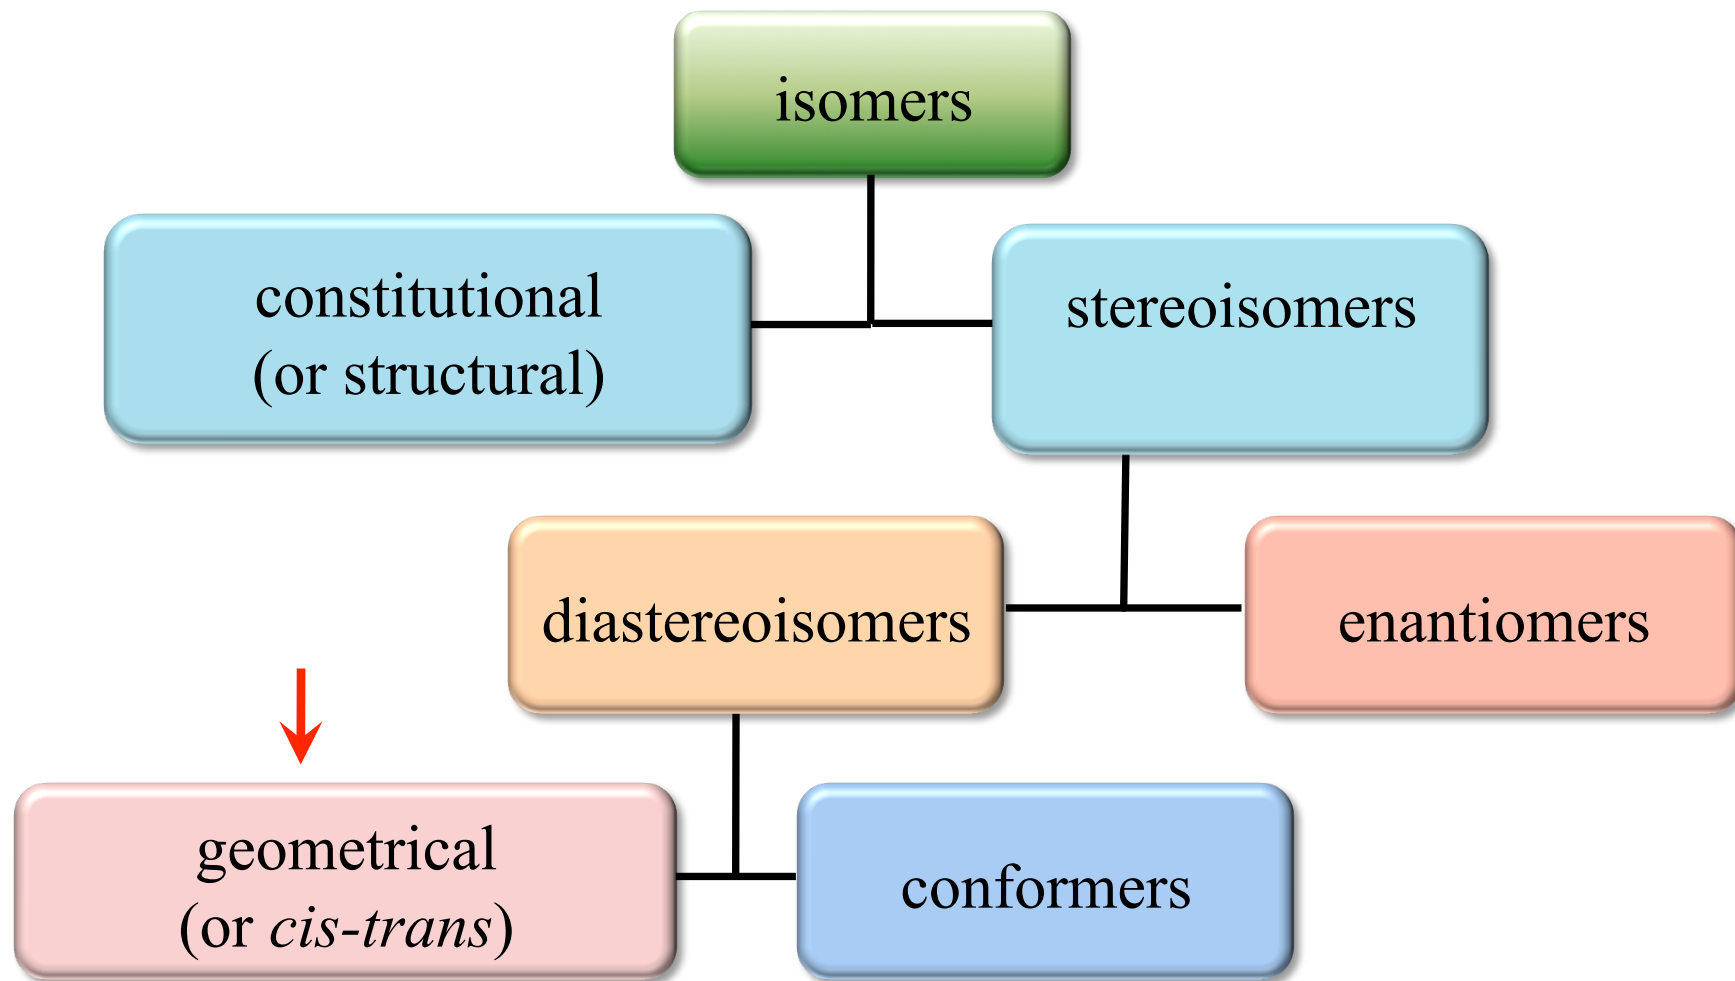 isomers
constitutional
(or structural)
stereoisomers
diastereoisomers
enantiomers
geometrical
(or cis-trans)
conformers